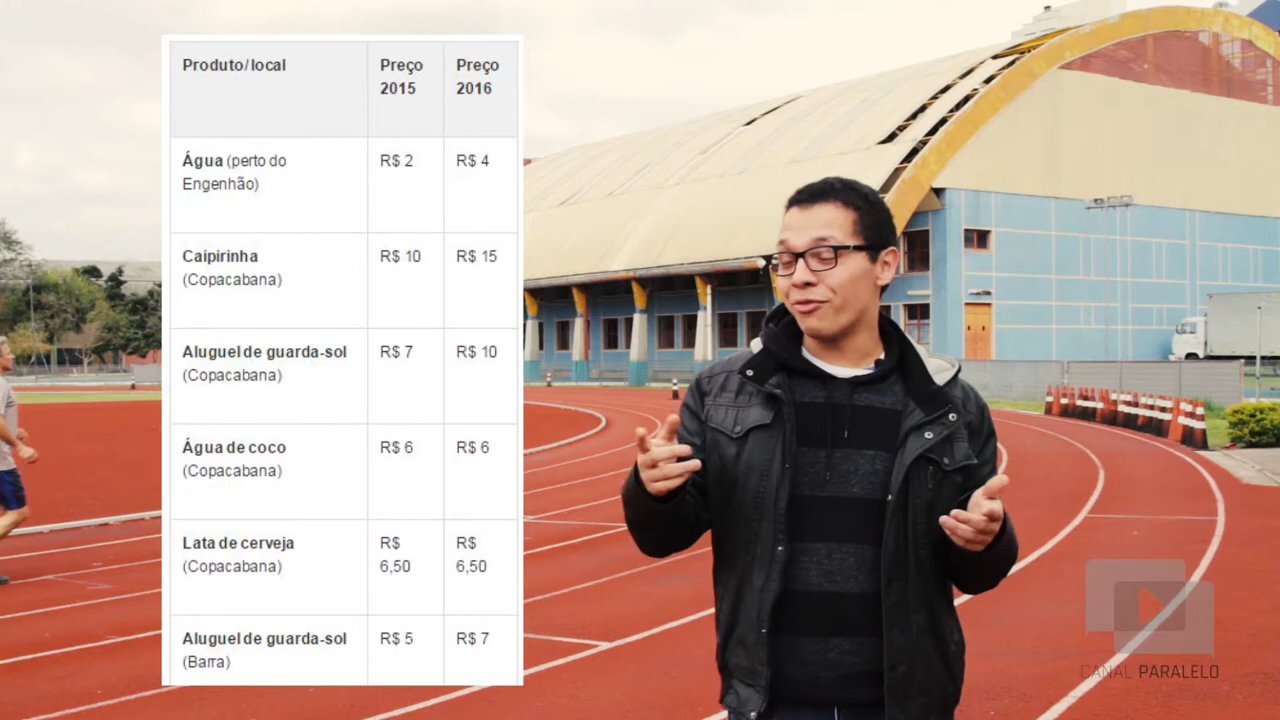 Produto/local Preço 2015 Preço 2016
Água (perto do Engenhão) R$ 2 R$ 4
Caipirinha (Copacabana) R$ 10 R$ 15
Aluguel de guarda-sol (Copacabana) R$ 7 R$ 10
Água de coco (Copacabana) R$ 6 R$ 6
Lata de cerveja (Copacabana) R$ 6,50 R$ 6,50
Aluguel de guarda-sol (Barra) R$ 5 R$ 7
CANAL PARALELO